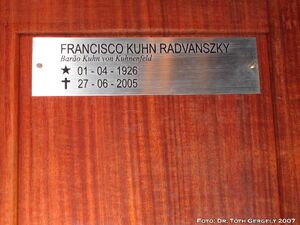 FRANCISCO KUHN RADVANSZKY
Barão Kuhn von Kuhnenfeld
★ 01 - 04 - 1926
✝ 27 - 06 - 2005
Foto: Dr. Tóth Gergely 2007